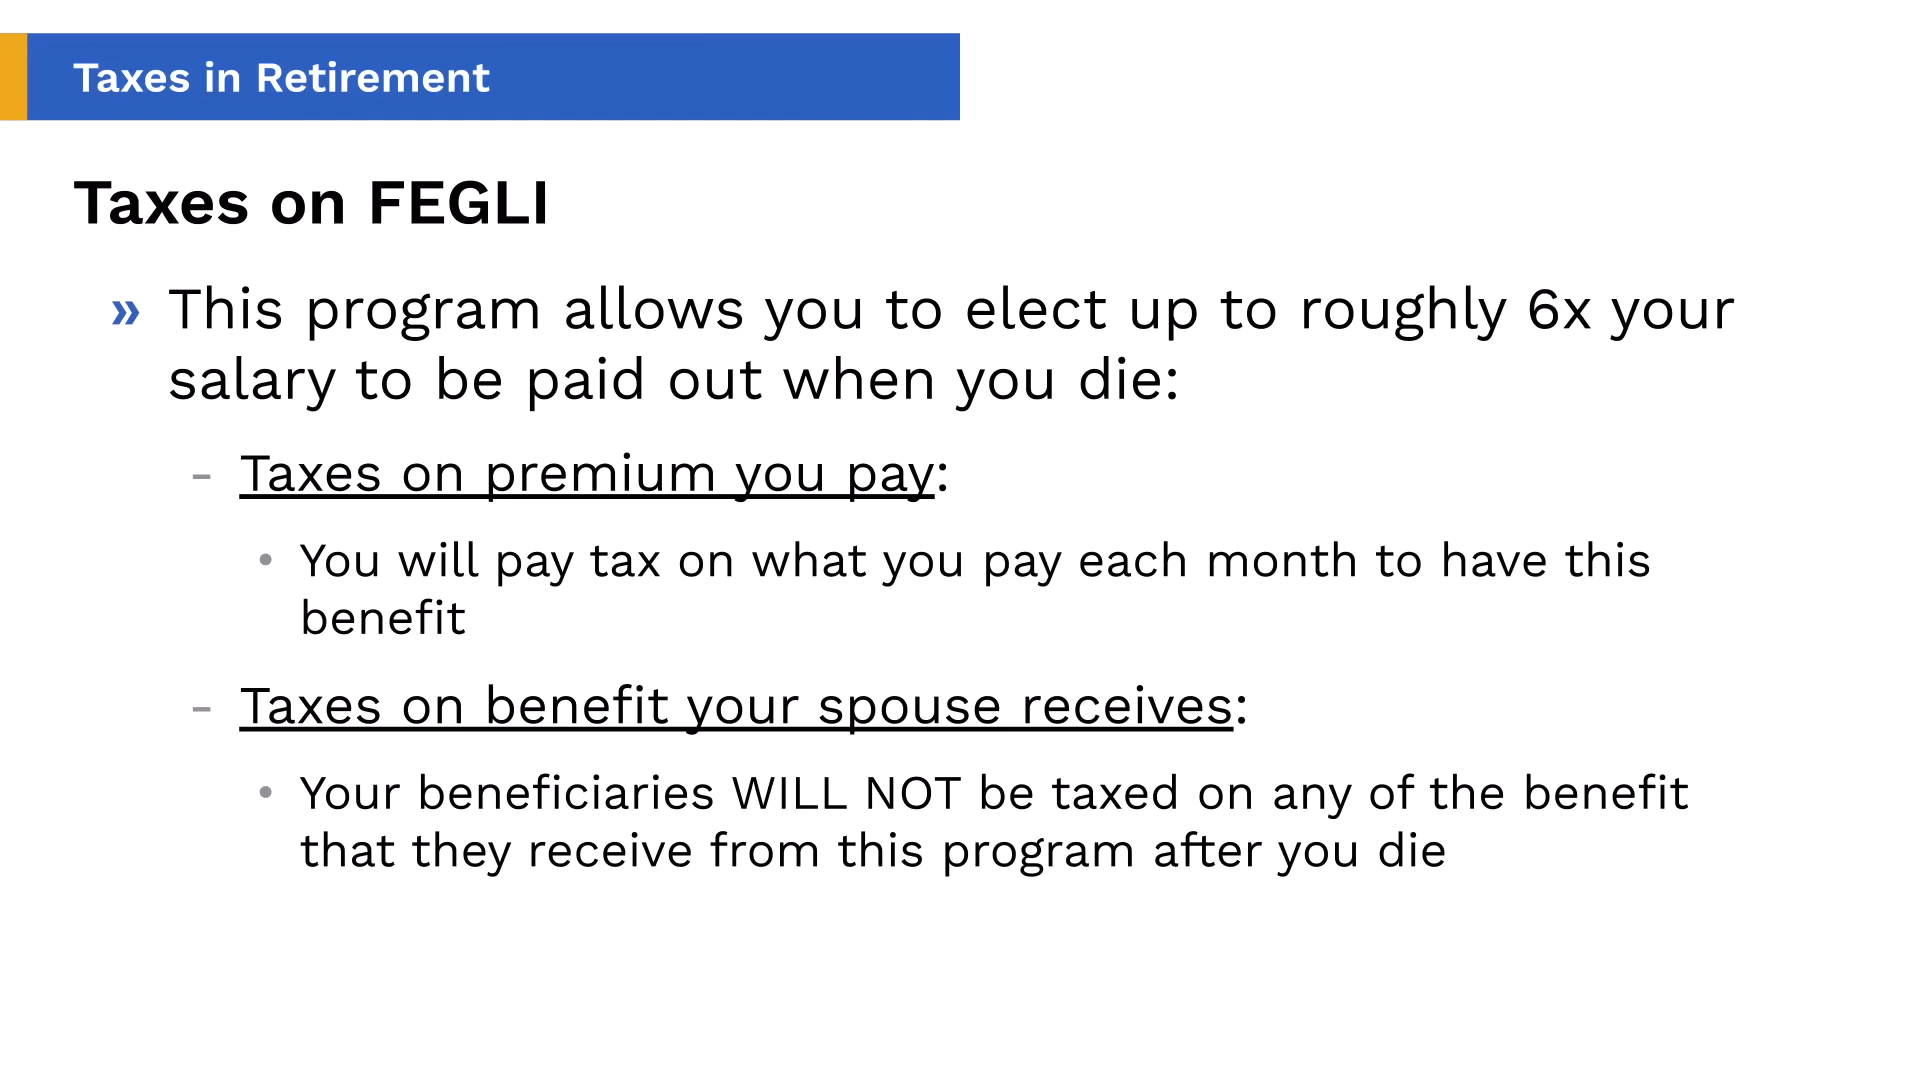 Taxes in Retirement
Taxes on FEGLI
» This program allows you to elect up to roughly 6x your
salary to be paid out when you die:
- Taxes on premium you pay:
• You will pay tax on what you pay each month to have this
benefit
- Taxes on benefit your spouse receives:
• Your beneficiaries WILL NOT be taxed on any of the benefit
that they receive from this program after you die